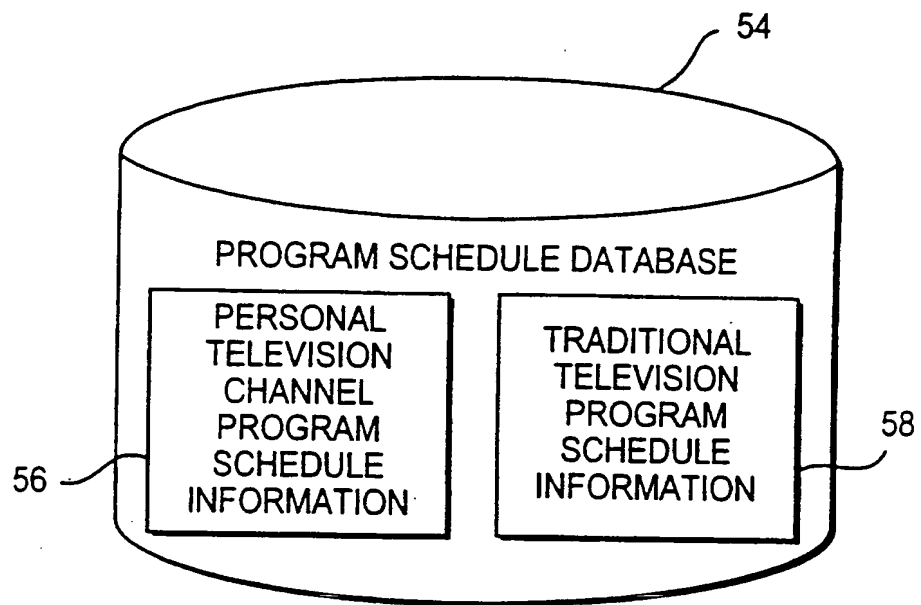 54
PROGRAM SCHEDULE DATABASE
PERSONAL
TELEVISION
CHANNEL
PROGRAM
SCHEDULE
INFORMATION
56
TRADITIONAL
TELEVISION
PROGRAM
SCHEDULE
INFORMATION
58